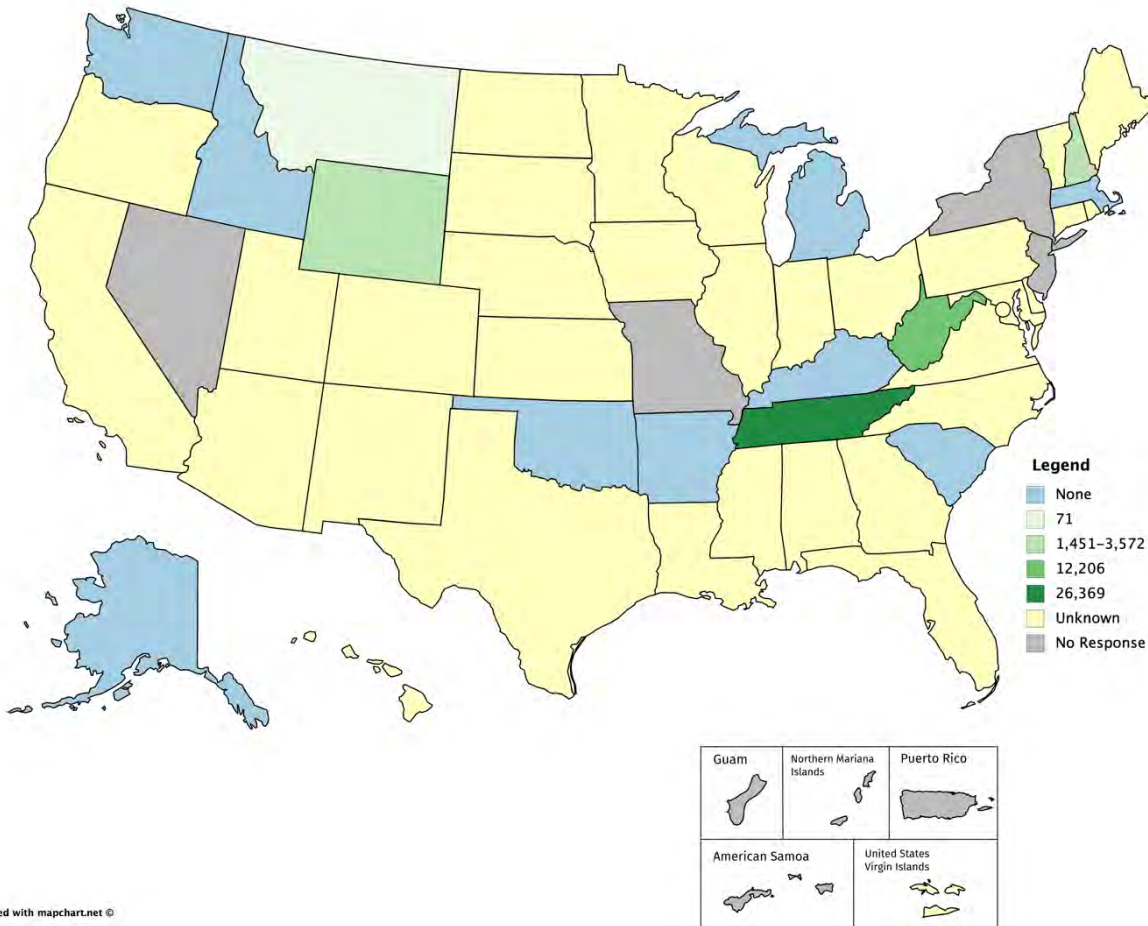 Legend
None
71
1,451–3,572
12,206
26,369
Unknown
No Response
Guam
Northern Mariana
Islands
Puerto Rico
American Samoa
United States
Virgin Islands
ed with mapchart.net ©